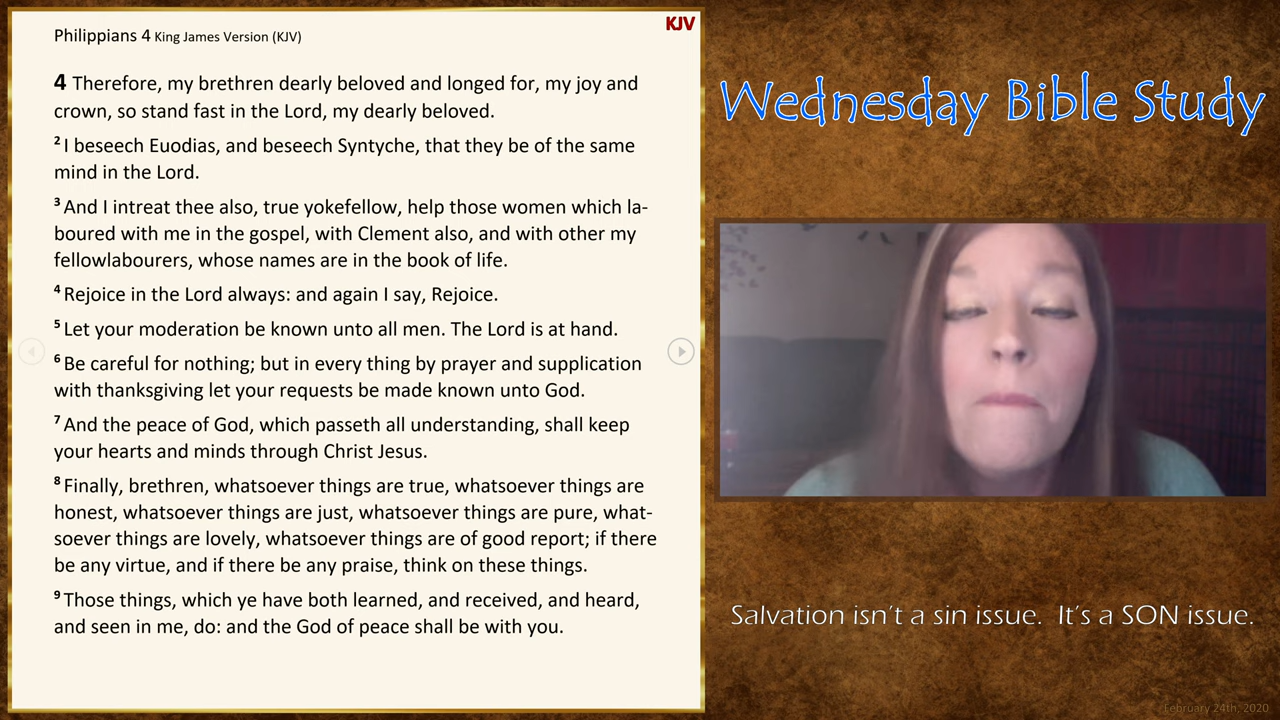 KJV
Philippians 4 King James Version (KJV)
4 Therefore, my brethren dearly beloved and longed for, my joy and
crown, so stand fast in the Lord, my dearly beloved.
2 I beseech Euodias, and beseech Syntyche, that they be of the same
mind in the Lord.
3 And I intreat thee also, true yokefellow, help those women which la-
boured with me in the gospel, with Clement also, and with other my
fellowlabourers, whose names are in the book of life.
4 Rejoice in the Lord always: and again I say, Rejoice.
5 Let your moderation be known unto all men. The Lord is at hand.
6 Be careful for nothing; but in every thing by prayer and supplication
with thanksgiving let your requests be made known unto God.
7 And the peace of God, which passeth all understanding, shall keep
your hearts and minds through Christ Jesus.
8 Finally, brethren, whatsoever things are true, whatsoever things are
honest, whatsoever things are just, whatsoever things are pure, what-
soever things are lovely, whatsoever things are of good report; if there
be any virtue, and if there be any praise, think on these things.
9 Those things, which ye have both learned, and received, and heard,
and seen in me, do: and the God of peace shall be with you.
Wednesday Bible Study
Salvation isn't a sin issue. It's a SON issue.
February 24th, 2020